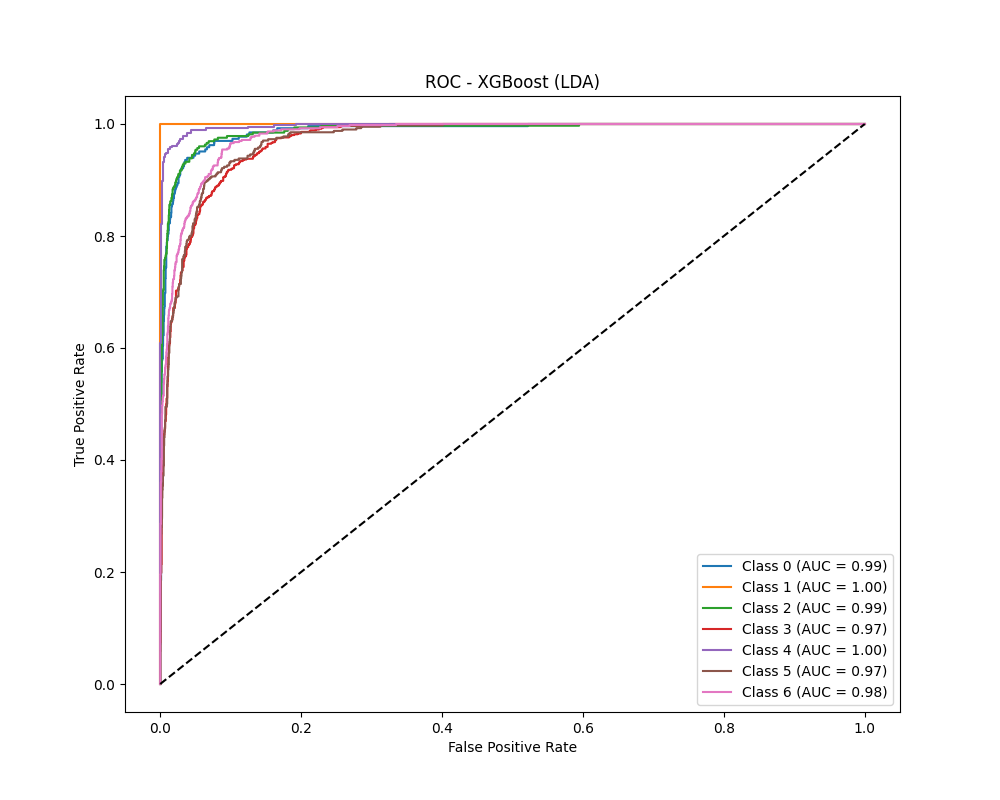 ROC - XGBoost (LDA)
1.0
0.8
0.6
0.4
0.2
0.0
True Positive Rate
0.0 0.2 0.4 0.6 0.8 1.0
False Positive Rate
Class 0 (AUC = 0.99)
Class 1 (AUC = 1.00)
Class 2 (AUC = 0.99)
Class 3 (AUC = 0.97)
Class 4 (AUC = 1.00)
Class 5 (AUC = 0.97)
Class 6 (AUC = 0.98)